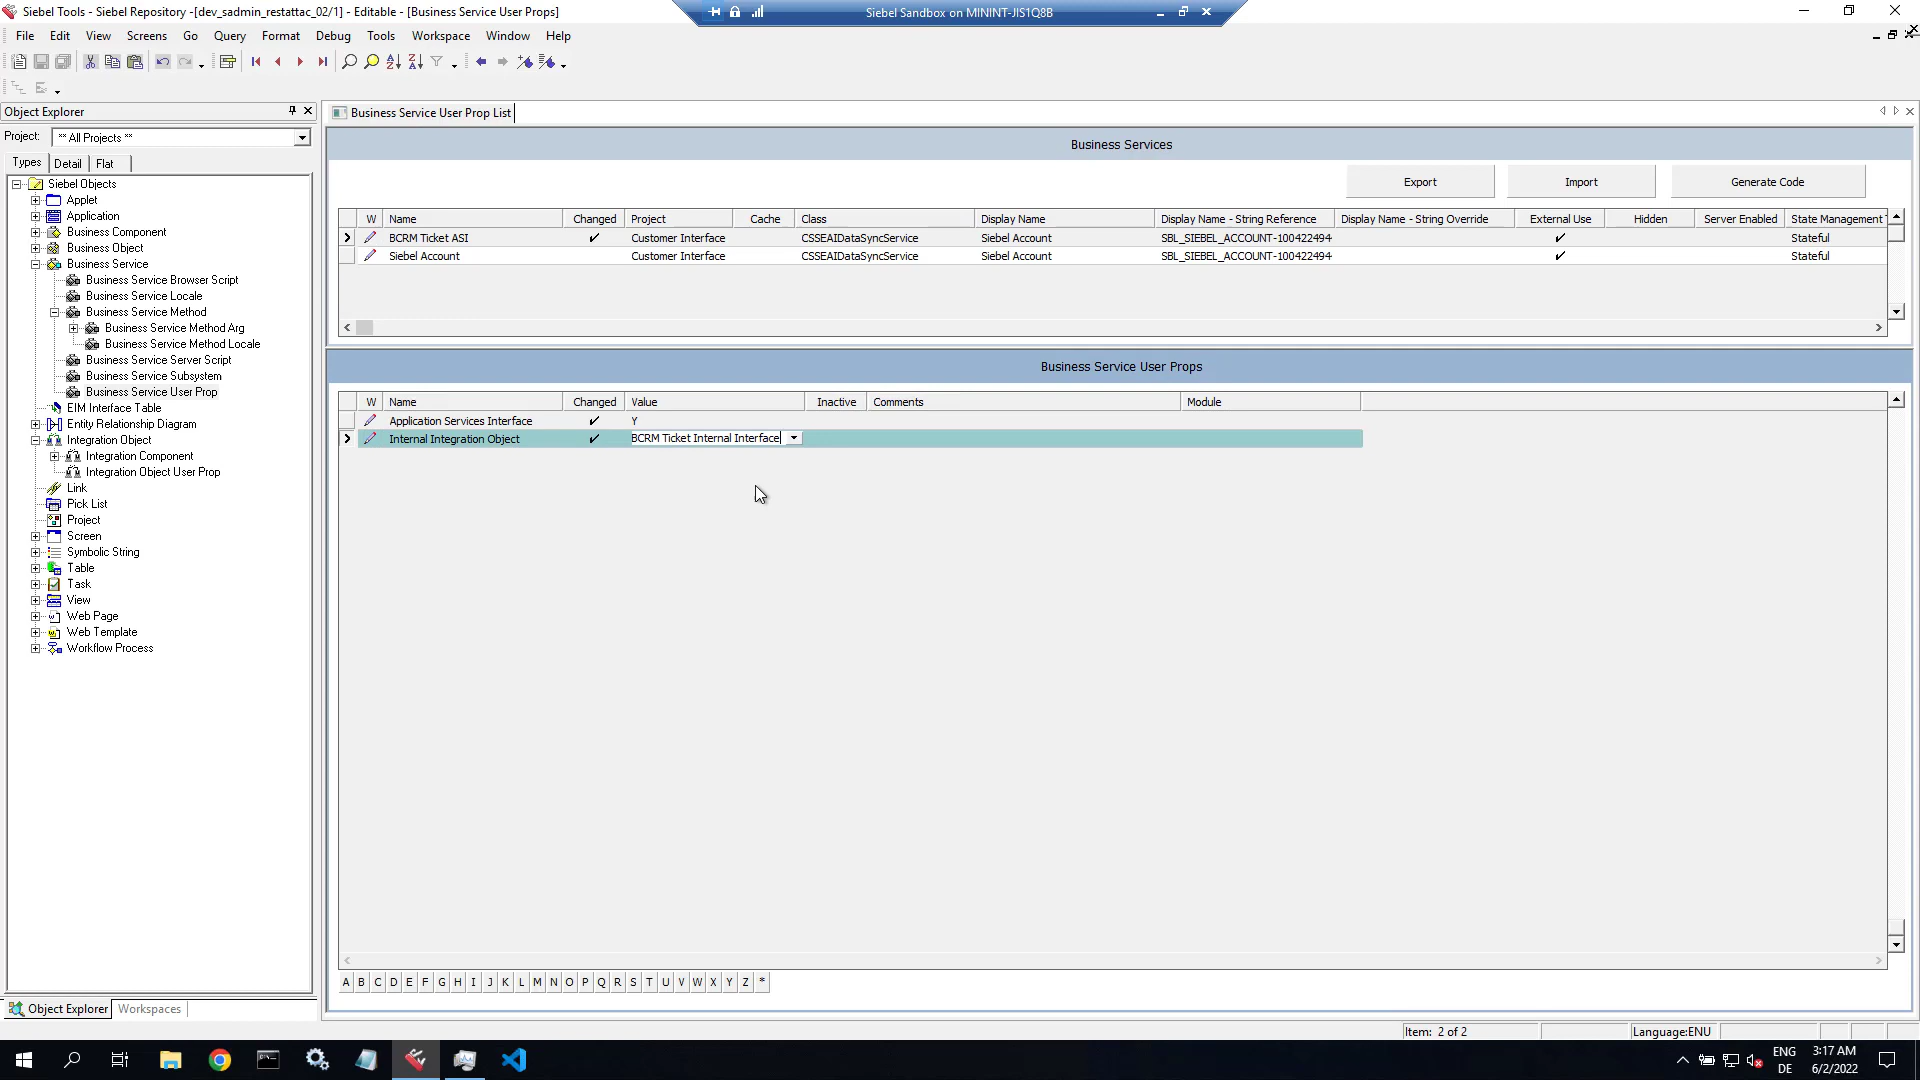 Siebel Tools - Siebel Repository -[dev_sadmin_restattac_02/1] - Editable - [Business Service User Props]
Siebel Sandbox on MININT-JIS1Q8B
File Edit View Screens Go Query Format Debug Tools Workspace Window Help
Object Explorer
Project: ** All Projects **
Types Detail Flat
Siebel Objects
Applet
Application
Business Component
Business Object
Business Service
Business Service Browser Script
Business Service Locale
Business Service Method
Business Service Method Arg
Business Service Method Locale
Business Service Server Script
Business Service Subsystem
Business Service User Prop
EIM Interface Table
Entity Relationship Diagram
Integration Object
Integration Component
Integration Object User Prop
Link
Pick List
Project
Screen
Symbolic String
Table
Task
View
Web Page
Web Template
Workflow Process
Object Explorer Workspaces
Business Service User Prop List
Business Services
Export Import Generate Code
W Name Changed Project Cache Class Display Name Display Name - String Reference Display Name - String Override External Use Hidden Server Enabled State Management
BCRM Ticket ASI ✓ Customer Interface CSSEAIDataSyncService Siebel Account SBL_SIEBEL_ACCOUNT-100422494 ✓ Stateful
Siebel Account Customer Interface CSSEAIDataSyncService Siebel Account SBL_SIEBEL_ACCOUNT-100422494 ✓ Stateful
Business Service User Props
W Name Changed Value Inactive Comments Module
Application Services Interface ✓ Y
Internal Integration Object ✓ BCRM Ticket Internal Interface
A B C D E F G H I J K L M N O P Q R S T U V W X Y Z *
Item: 2 of 2
Language:ENU
ENG
DE
3:17 AM
6/2/2022